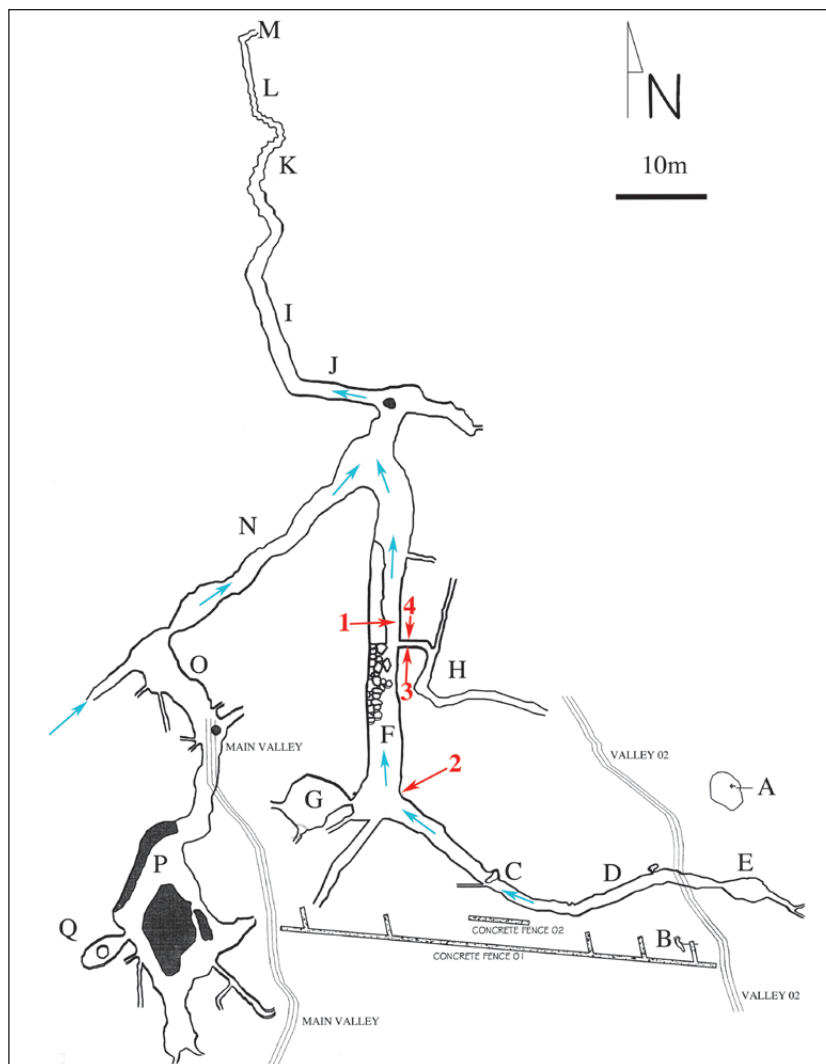 M
L
N
K
10m
I
J
N
1
4
O
3
H
F
MAIN VALLEY
VALLEY 02
2
G
A
P
C
D
E
Q
CONCRETE FENCE 02
B
CONCRETE FENCE 01
VALLEY 02
MAIN VALLEY